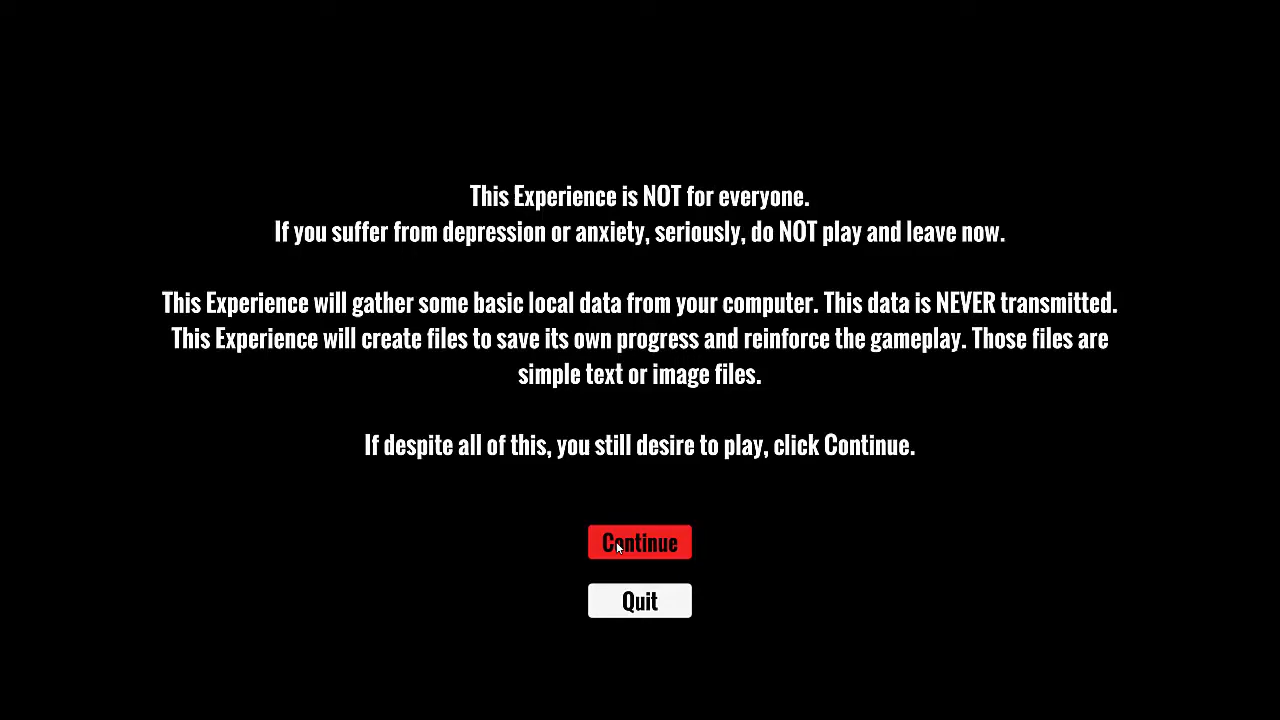 This Experience is NOT for everyone.
If you suffer from depression or anxiety, seriously, do NOT play and leave now.
This Experience will gather some basic local data from your computer. This data is NEVER transmitted.
This Experience will create files to save its own progress and reinforce the gameplay. Those files are
simple text or image files.
If despite all of this, you still desire to play, click Continue.
Continue
Quit